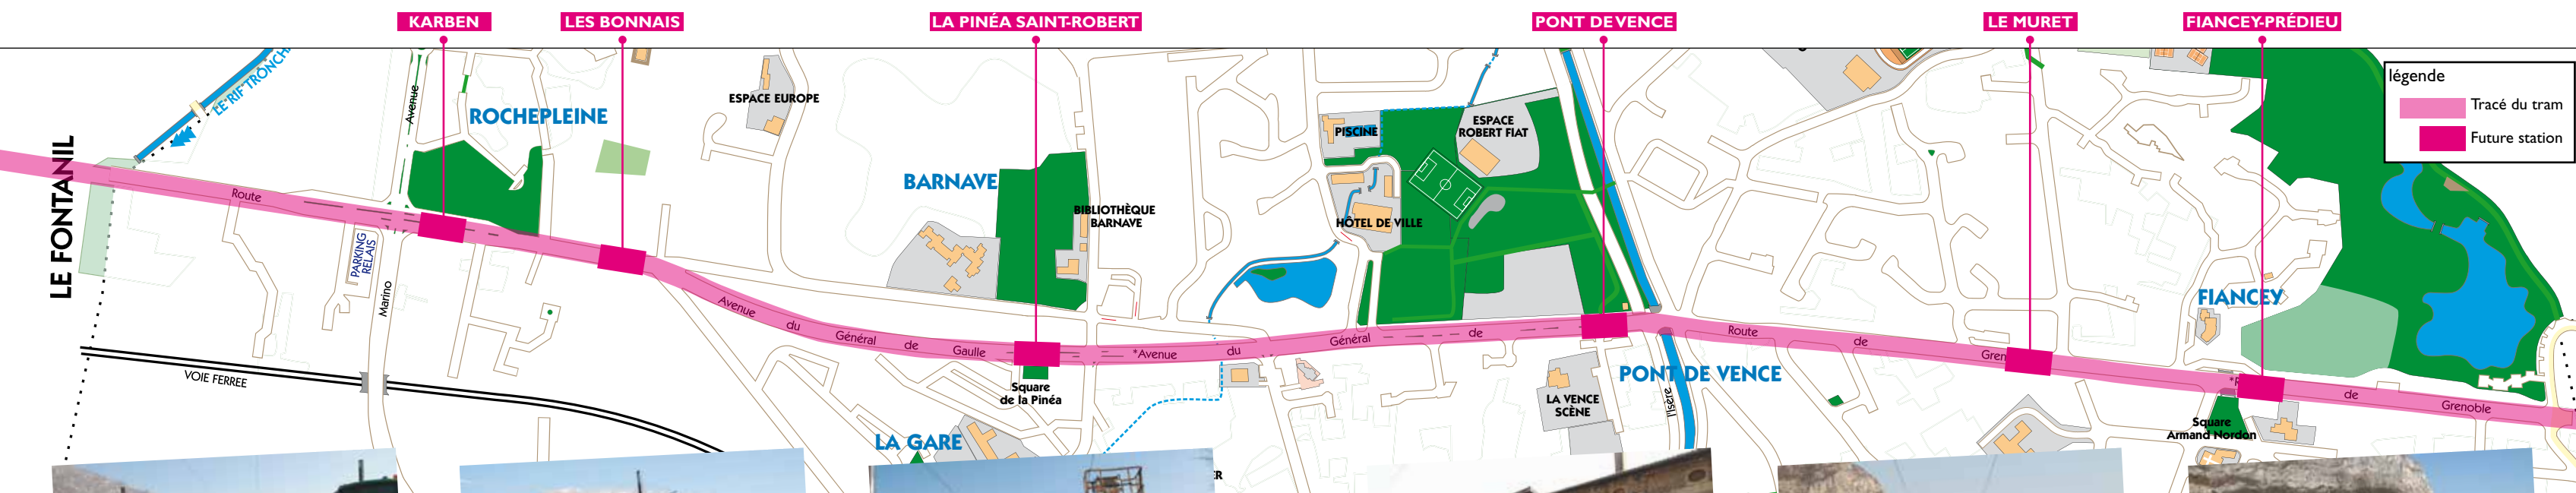 KARBEN
LES BONNAIS
LA PINÉA SAINT-ROBERT
PONT DE VENCE
LE MURET
FIANCEY-PRÉDIEU
légende
Tracé du tram
Future station
LE FONTANIL
Avenue
ROCHEPLEINE
ESPACE EUROPE
BARNAVE
BIBLIOTHÈQUE
BARNAVE
PISCINE
ESPACE
ROBERT FIAT
HÔTEL DE VILLE
FIANCEY
Route
PARKING
RELAIS
Marino
VOIE FERREE
Avenue du Général de Gaulle
*Avenue du Général de
Route de
de Grenoble
Square
de la Pinéa
LA GARE
LA VENCE
SCÈNE
PONT DE VENCE
l'Isère
Square
Armand Nordon